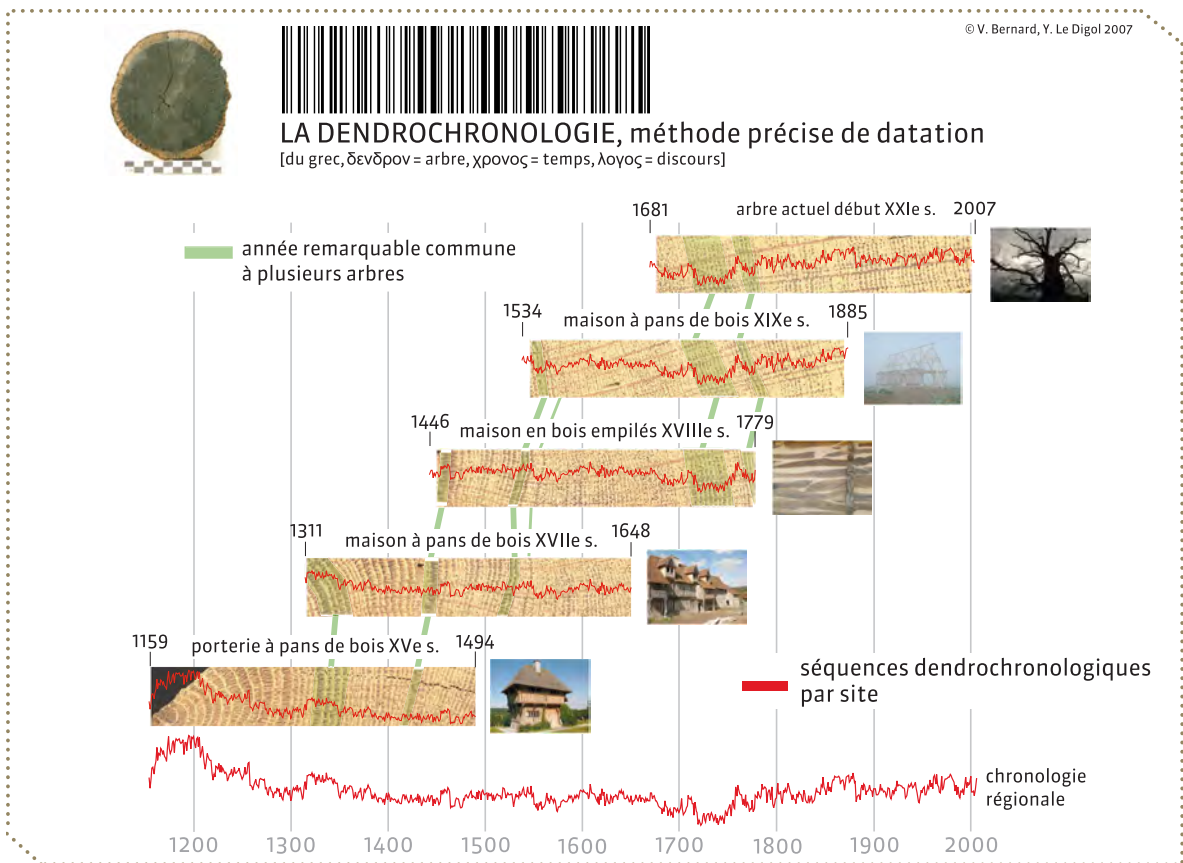 © V. Bernard, Y. Le Digol 2007
LA DENDROCHRONOLOGIE, méthode précise de datation
[du grec, δενδρον = arbre, χρονος = temps, λογος = discours]
1681 arbre actuel début XXIe s. 2007
année remarquable commune
à plusieurs arbres
1534 maison à pans de bois XIXe s. 1885
1446 maison en bois empilés XVIIIe s. 1779
1311 maison à pans de bois XVIIe s. 1648
1159 porterie à pans de bois XVe s. 1494
séquences dendrochronologiques
par site
chronologie
régionale
1200 1300 1400 1500 1600 1700 1800 1900 2000